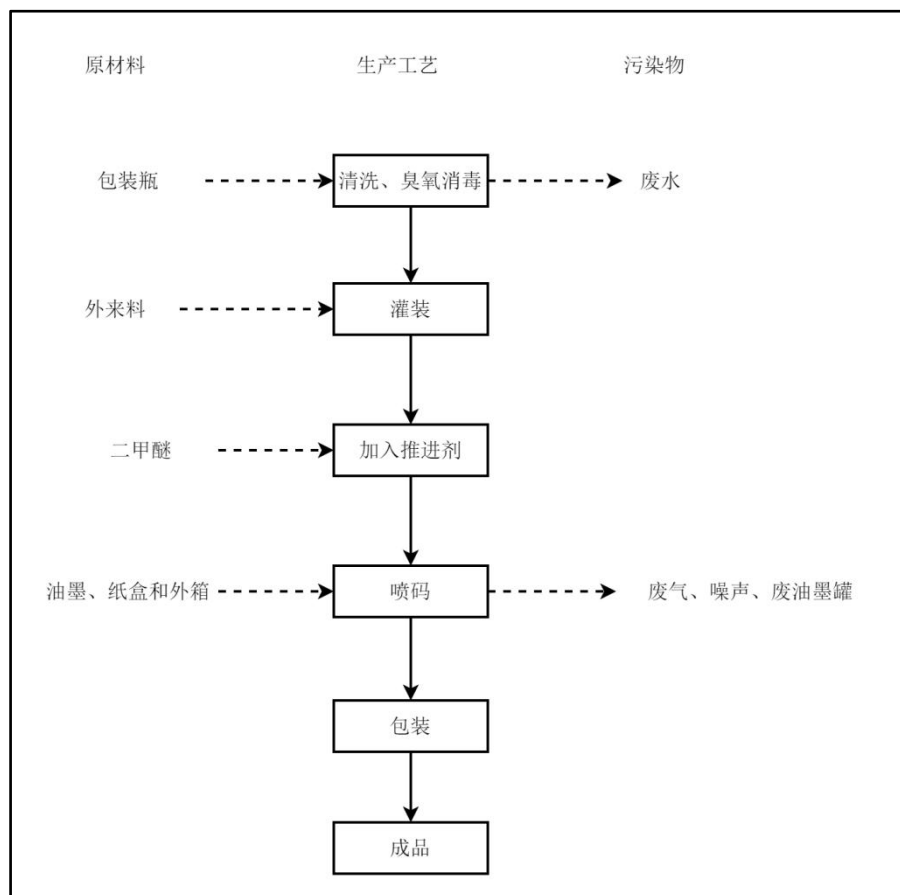 原材料 生产工艺 污染物
包装瓶 清洗、臭氧消毒 废水
外来料 灌装
二甲醚 加入推进剂
油墨、纸盒和外箱 喷码 废气、噪声、废油墨罐
包装
成品